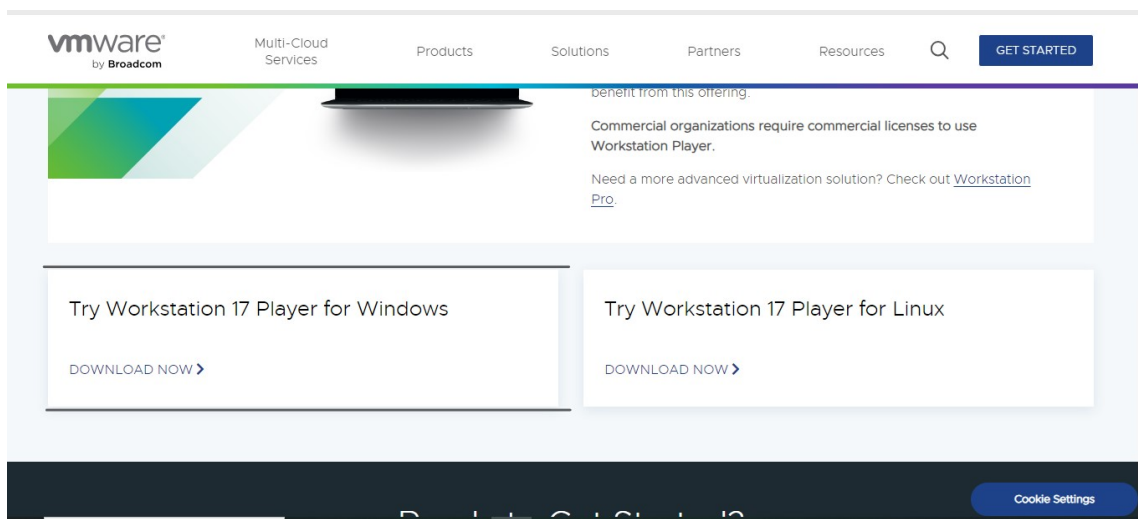 vmware®
by Broadcom
Multi-Cloud
Services
Products
Solutions
Partners
Resources
GET STARTED
benefit from this offering.
Commercial organizations require commercial licenses to use
Workstation Player.
Need a more advanced virtualization solution? Check out Workstation
Pro.
Try Workstation 17 Player for Windows
DOWNLOAD NOW
Try Workstation 17 Player for Linux
DOWNLOAD NOW
Cookie Settings